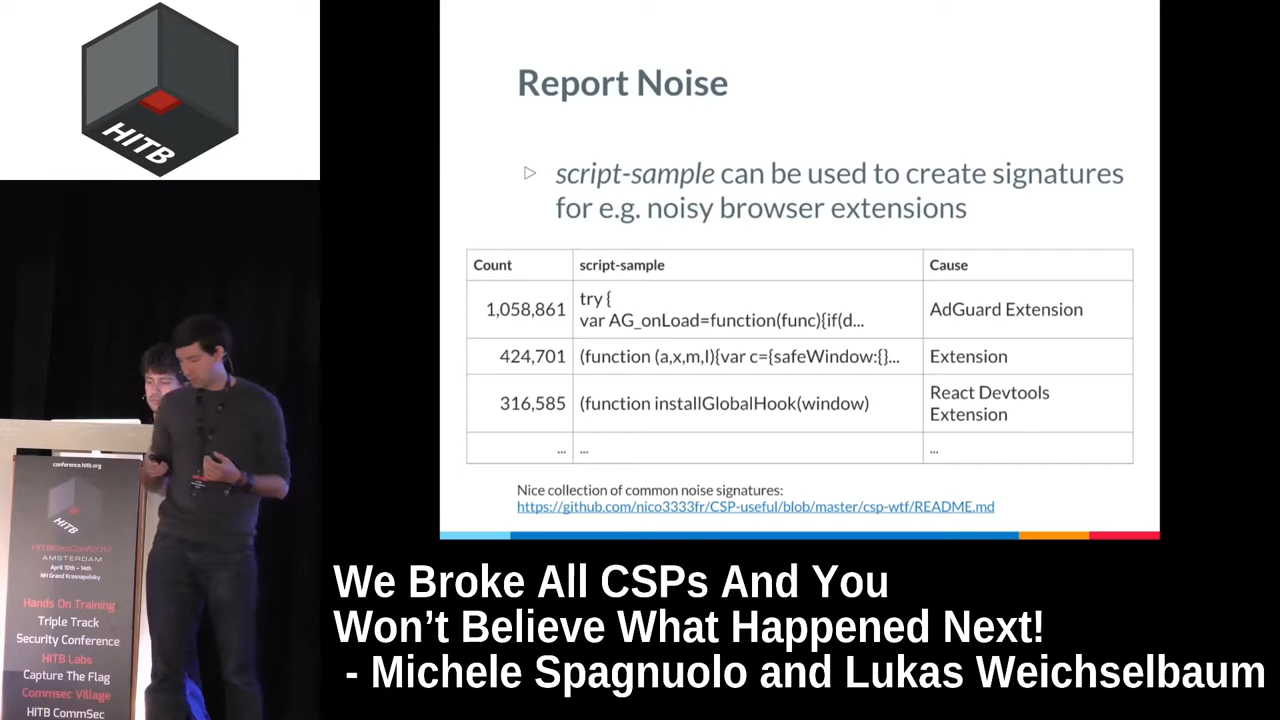 HITB
Report Noise
script-sample can be used to create signatures
for e.g. noisy browser extensions
Count script-sample Cause
1,058,861 try {
var AG_onLoad=function(func){if(d... AdGuard Extension
424,701 (function (a,x,m,l){var c={safeWindow:{}... Extension
316,585 (function installGlobalHook(window) React Devtools
Extension
... ... ...
Nice collection of common noise signatures:
https://github.com/nico3333fr/CSP-useful/blob/master/csp-wtf/README.md
conference.hitb.org
HITB
HITBSecConf2017
AMSTERDAM
April 10th - 14th
NH Grand Krasnapolsky
Hands On Training
Triple Track
Security Conference
HITB Labs
Capture The Flag
Commsec Village
HITB CommSec
We Broke All CSPs And You
Won’t Believe What Happened Next!
- Michele Spagnuolo and Lukas Weichselbaum